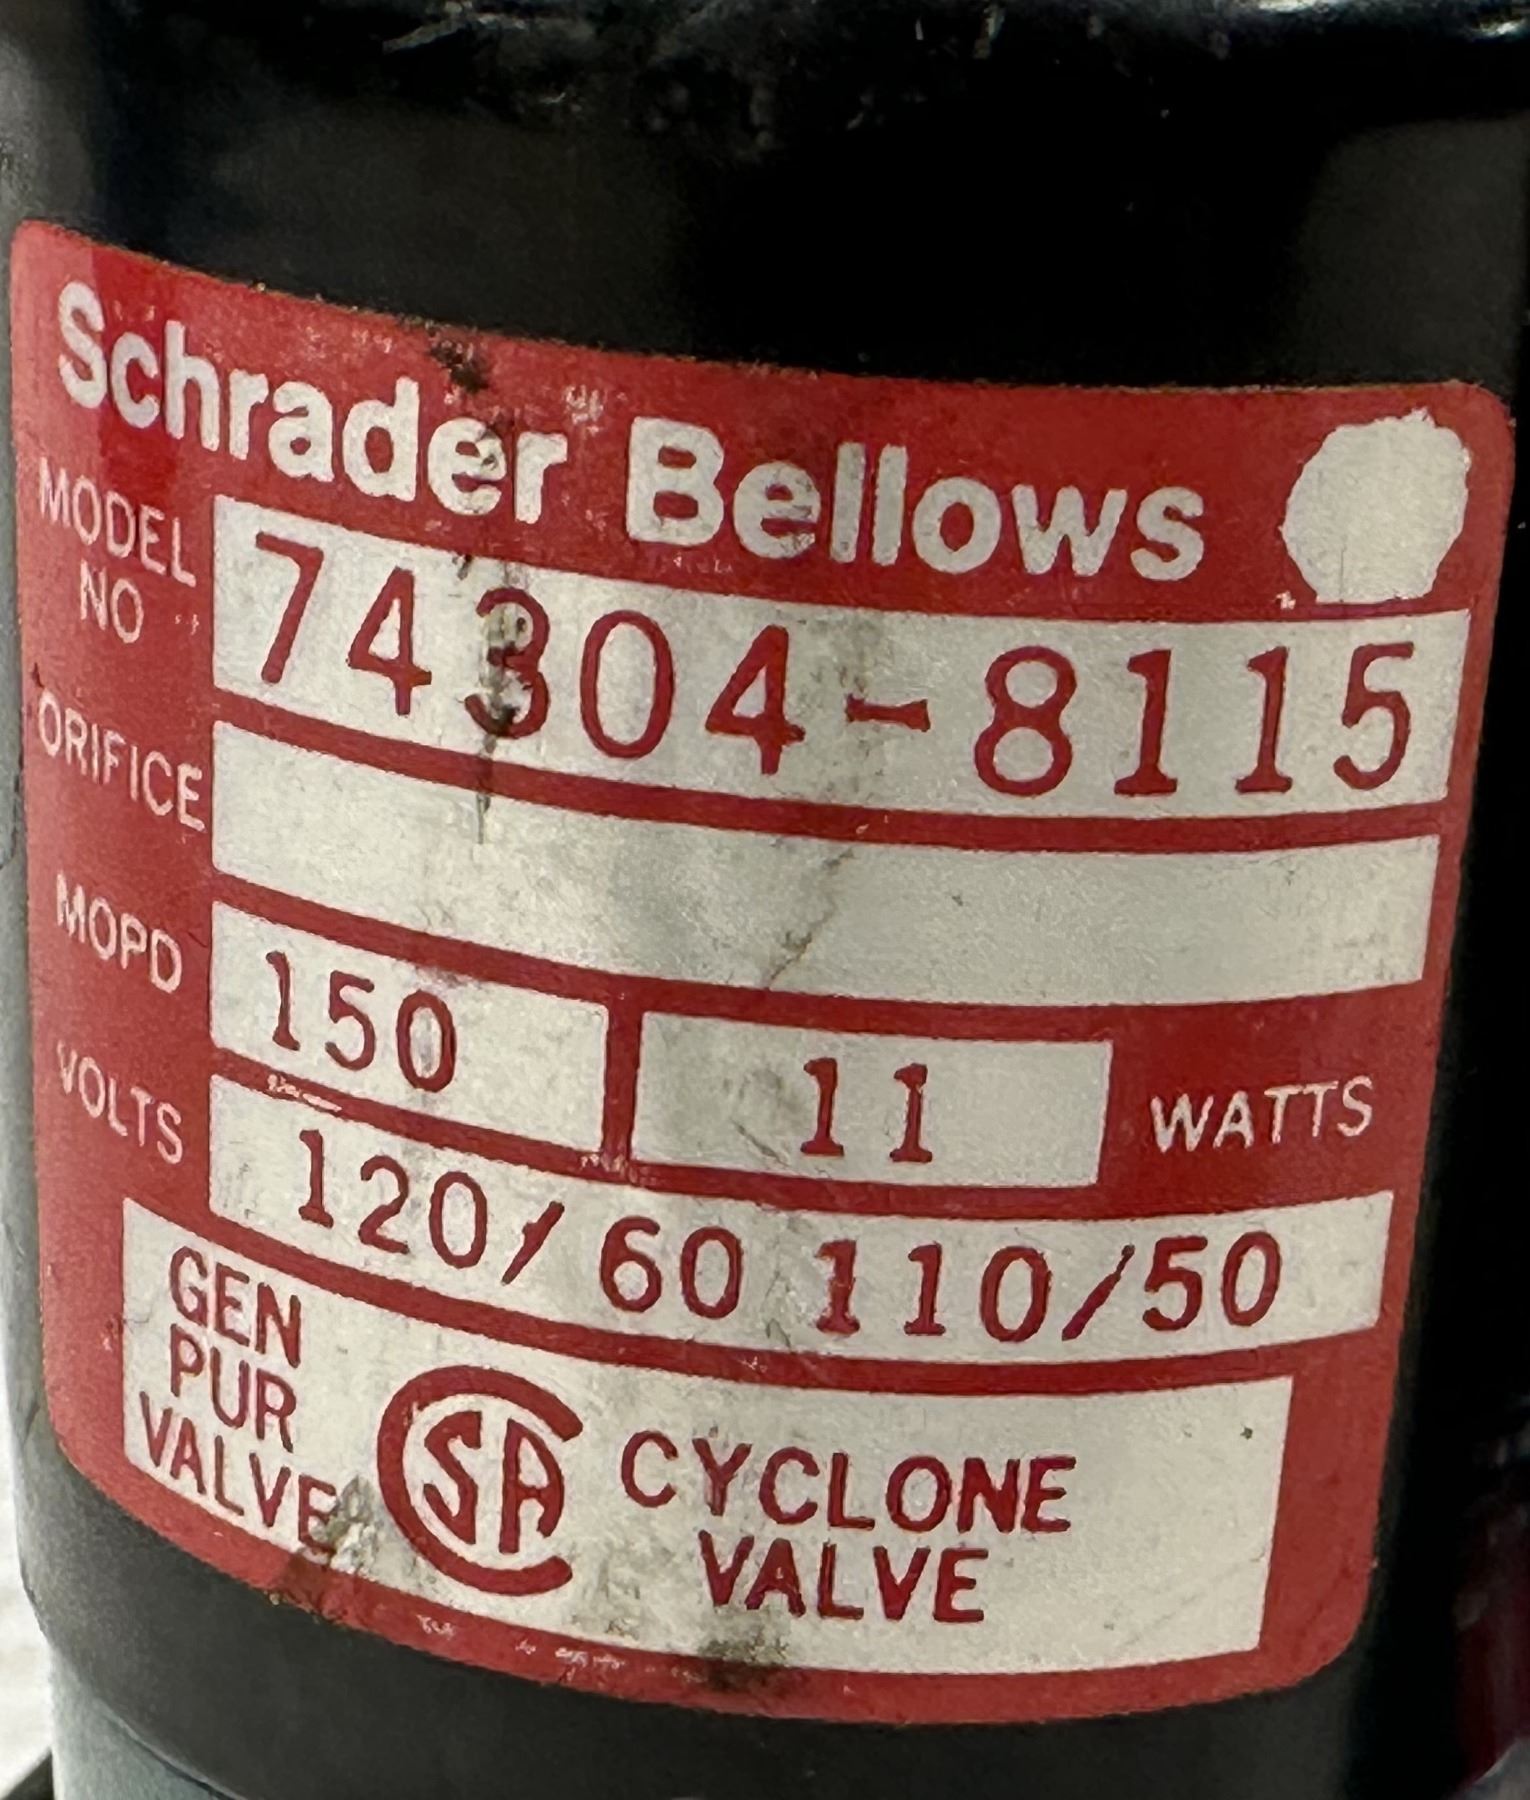 Schrader Bellows
MODEL NO 74304-8115
ORIFICE
MOPD 150 11 WATTS
VOLTS 120/60 110/50
GEN
PUR
VALVE
CSA
CYCLONE
VALVE